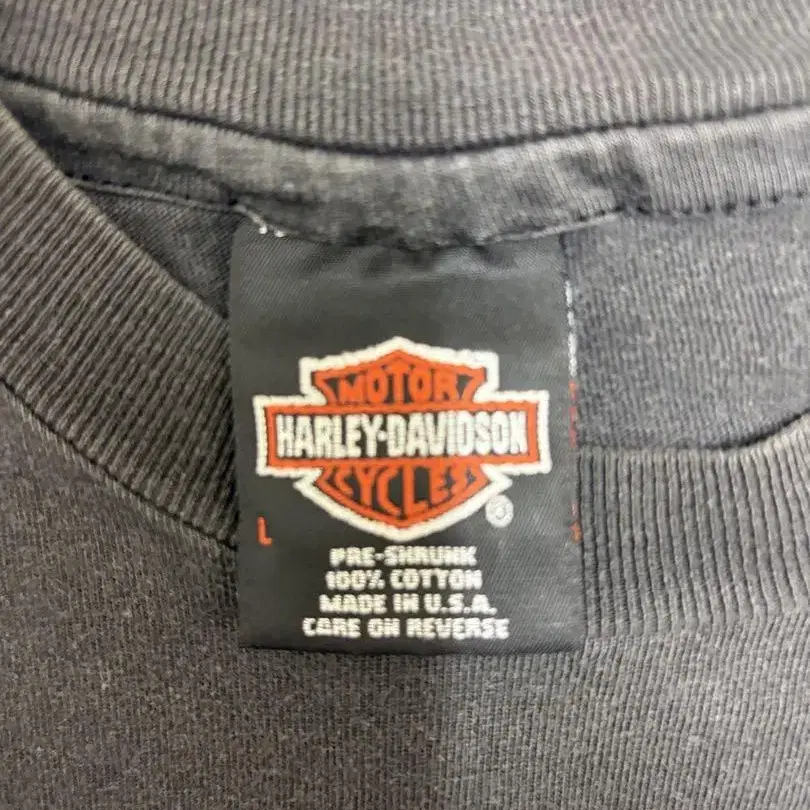 MOTOR
HARLEY-DAVIDSON
CYCLES
®
L
PRE-SHRUNK
100% COTTON
MADE IN U.S.A.
CARE ON REVERSE